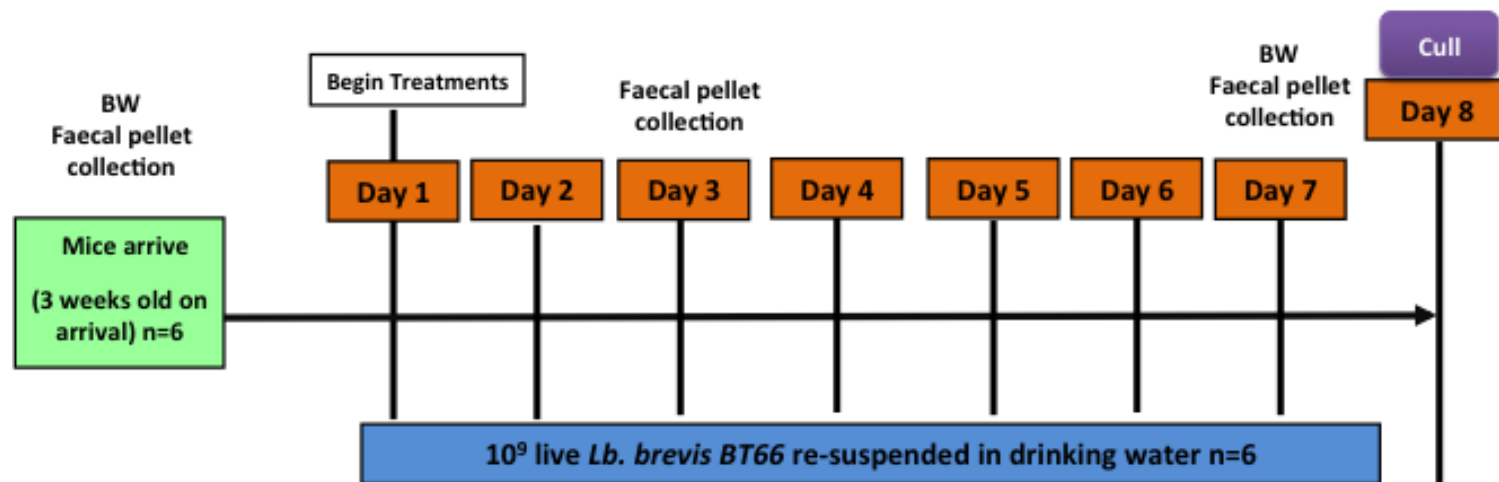 BW
Faecal pellet
collection
Mice arrive
(3 weeks old on
arrival) n=6
Begin Treatments
Day 1
Day 2
Faecal pellet
collection
Day 3
Day 4
Day 5
Day 6
BW
Faecal pellet
collection
Day 7
Cull
Day 8
10⁹ live Lb. brevis BT66 re-suspended in drinking water n=6